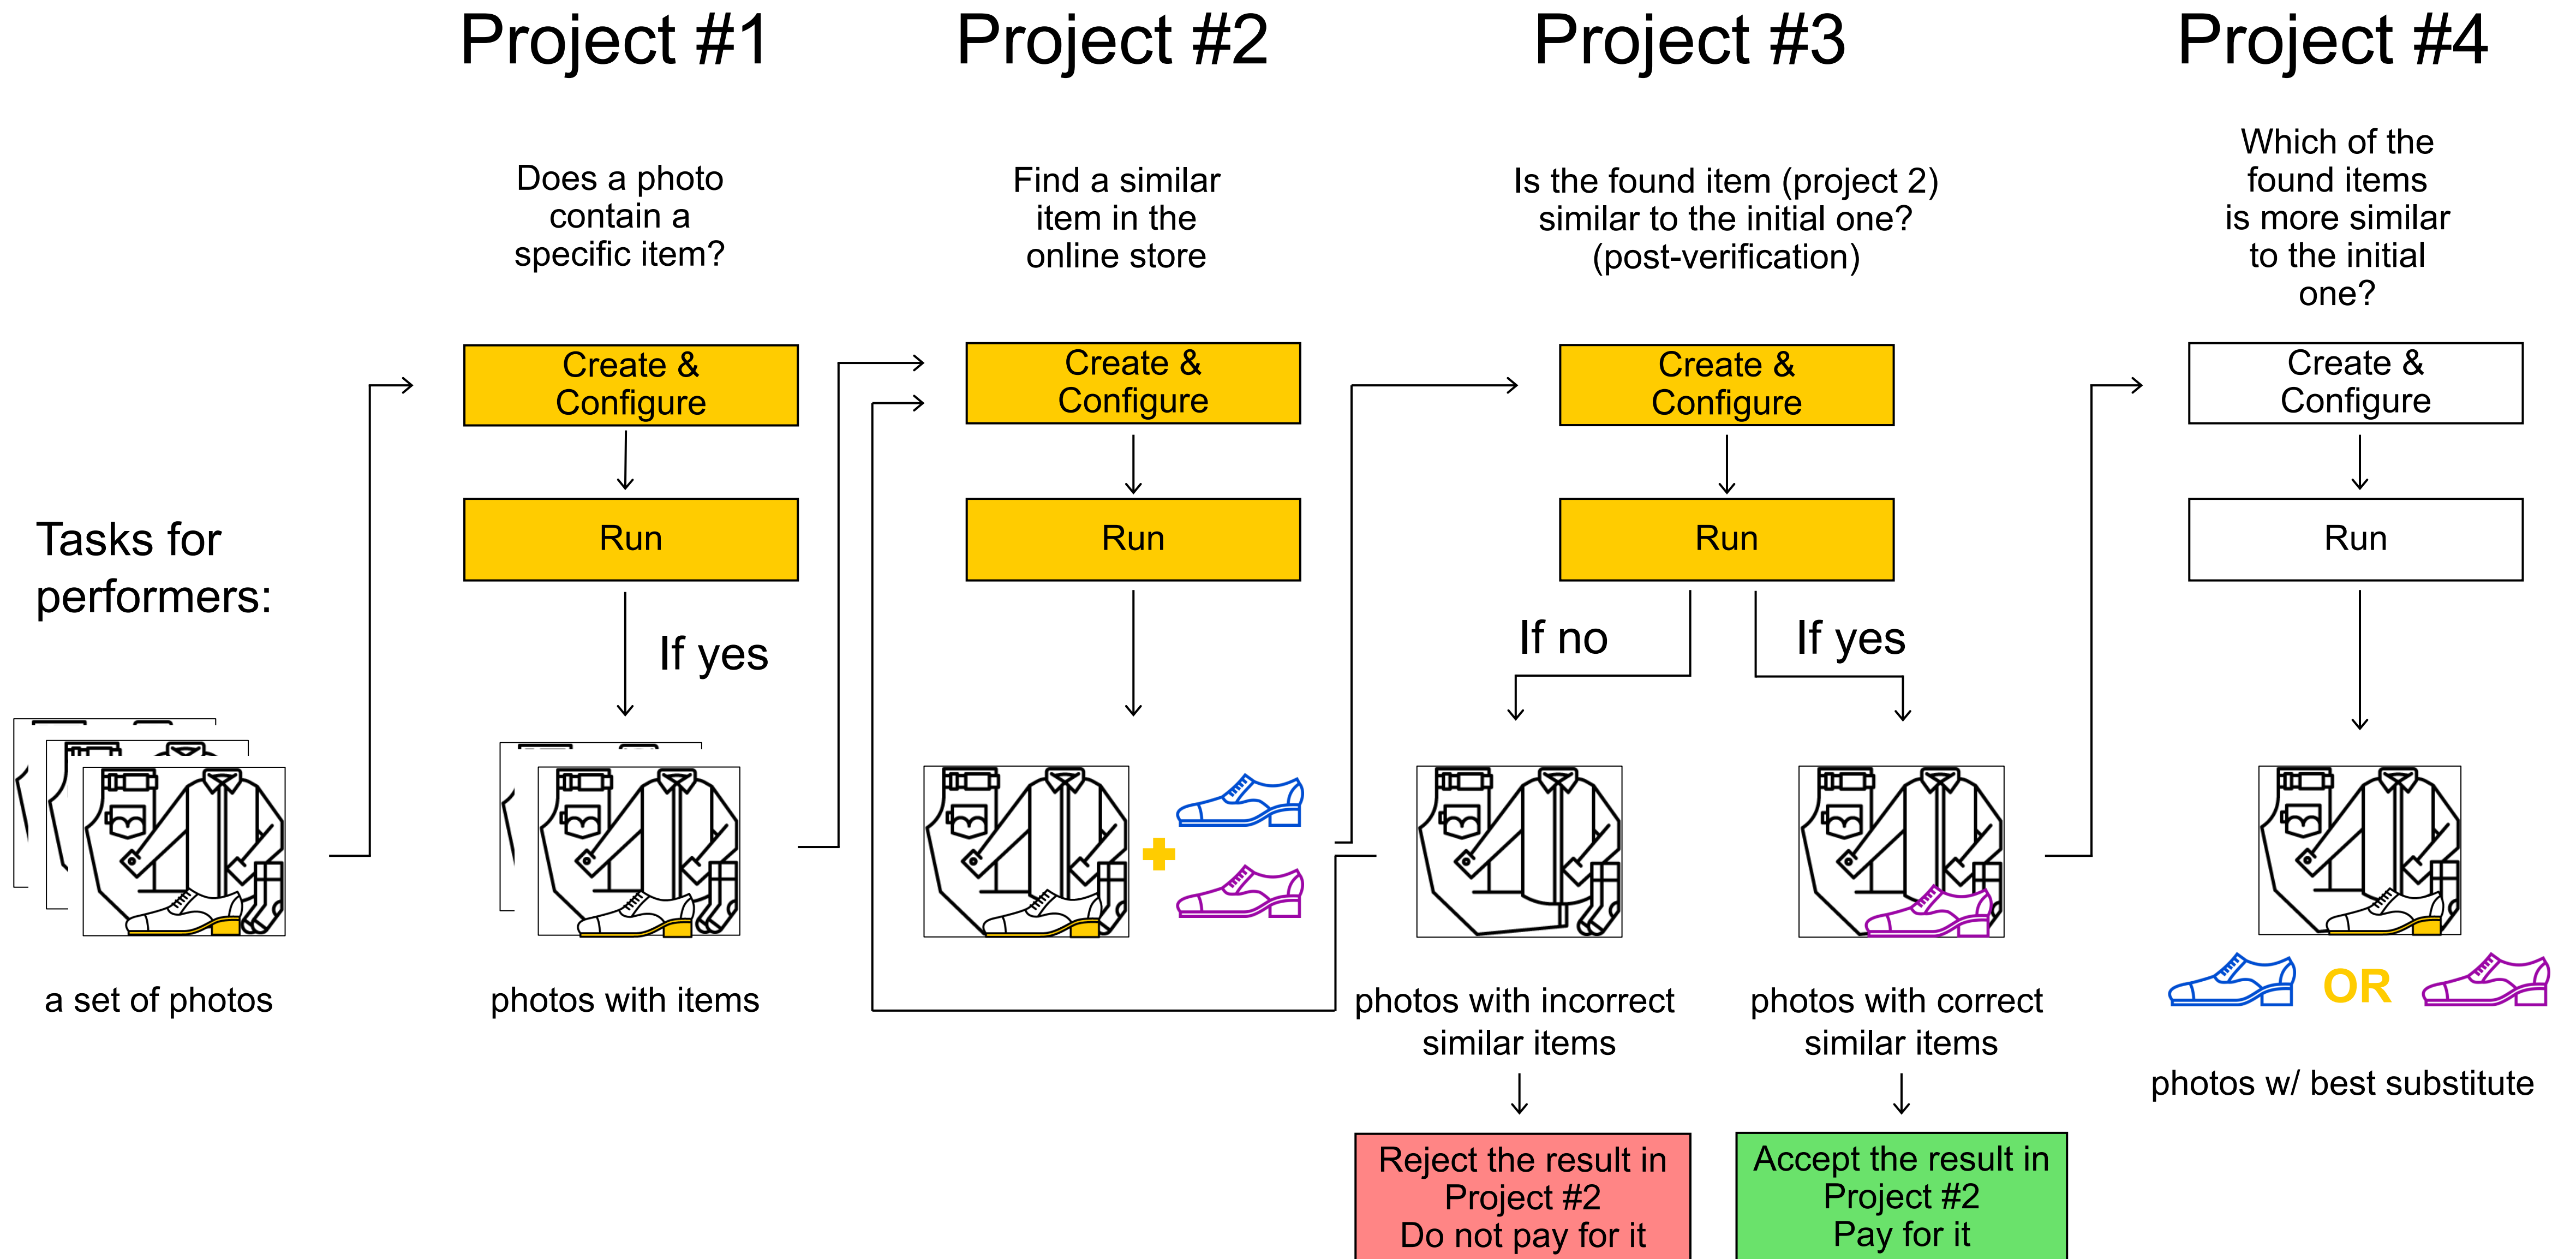 Project #1
Project #2
Project #3
Project #4
Does a photo
contain a
specific item?
Find a similar
item in the
online store
Is the found item (project 2)
similar to the initial one?
(post-verification)
Which of the
found items
is more similar
to the initial
one?
Create &
Configure
Create &
Configure
Create &
Configure
Create &
Configure
Run
Run
Run
Run
Tasks for
performers:
If yes
If no
If yes
a set of photos
photos with items
photos with incorrect
similar items
photos with correct
similar items
OR
photos w/ best substitute
Reject the result in
Project #2
Do not pay for it
Accept the result in
Project #2
Pay for it